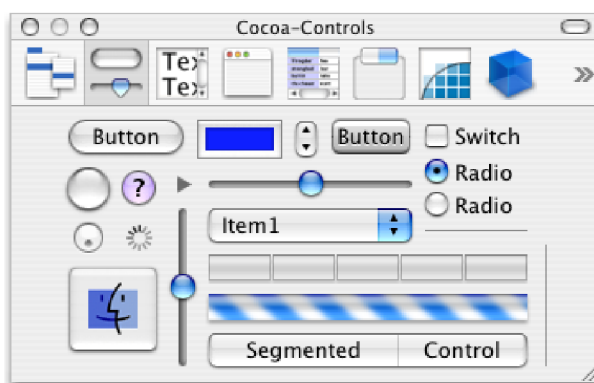 Cocoa-Controls
Tex
Tex
Button
Button
Switch
?
Radio
Radio
Item1
Segmented
Control